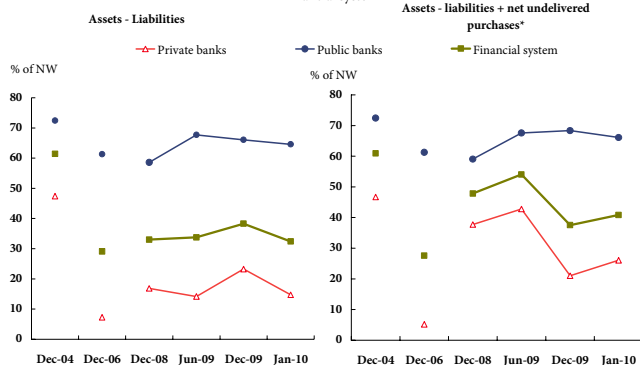 Assets - Liabilities
Assets - liabilities + net undelivered
purchases*
Private banks
Public banks
Financial system
% of NW
80
70
60
50
40
30
20
10
0
Dec-04 Dec-06 Dec-08 Jun-09 Dec-09 Jan-10
% of NW
80
70
60
50
40
30
20
10
0
Dec-04 Dec-06 Dec-08 Jun-09 Dec-09 Jan-10